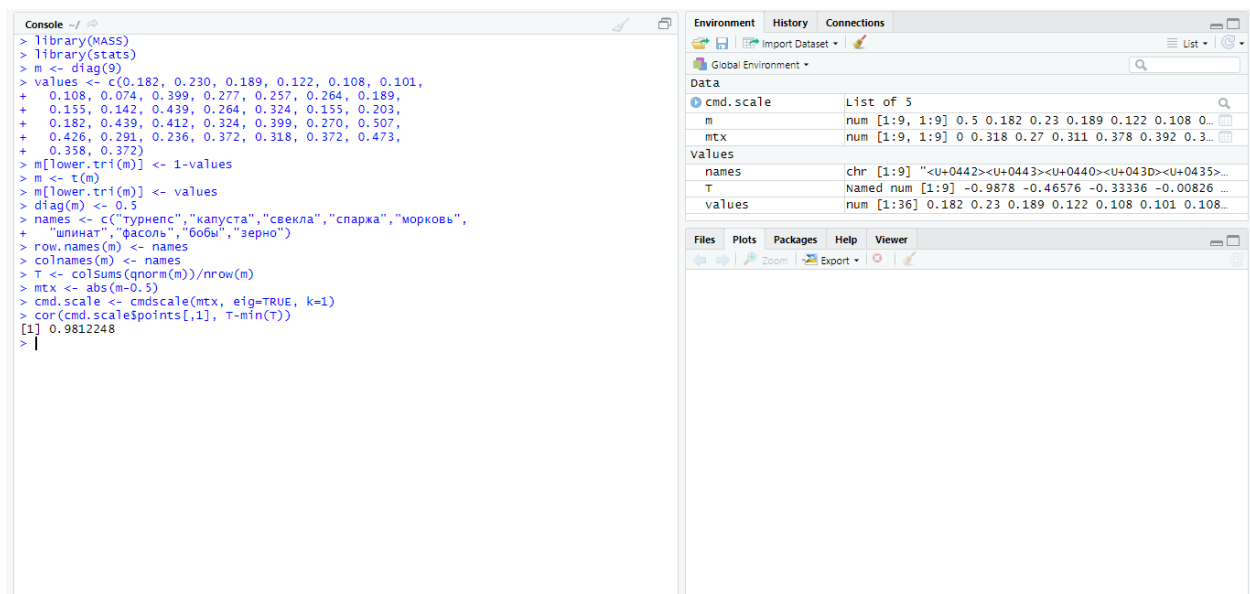 Console ~/
> library(MASS)
> library(stats)
> m <- diag(9)
> values <- c(0.182, 0.230, 0.189, 0.122, 0.108, 0.101,
+   0.108, 0.074, 0.399, 0.277, 0.257, 0.264, 0.189,
+   0.155, 0.142, 0.439, 0.264, 0.324, 0.155, 0.203,
+   0.182, 0.439, 0.412, 0.324, 0.399, 0.270, 0.507,
+   0.426, 0.291, 0.236, 0.372, 0.318, 0.372, 0.473,
+   0.358, 0.372)
> m[lower.tri(m)] <- 1-values
> m <- t(m)
> m[lower.tri(m)] <- values
> diag(m) <- 0.5
> names <- c("турнепс","капуста","свекла","спаржа","морковь",
+   "шпинат","фасоль","бобы","зерно")
> row.names(m) <- names
> colnames(m) <- names
> T <- colSums(qnorm(m))/nrow(m)
> mtx <- abs(m-0.5)
> cmd.scale <- cmdscale(mtx, eig=TRUE, k=1)
> cor(cmd.scale$points[,1], T-min(T))
[1] 0.9812248
>
Environment History Connections
Import Dataset List
Global Environment
Data
cmd.scale List of 5
m num [1:9, 1:9] 0.5 0.182 0.23 0.189 0.122 0.108 0...
mtx num [1:9, 1:9] 0 0.318 0.27 0.311 0.378 0.392 0.3...
Values
names chr [1:9] "<U+0442><U+0443><U+0440><U+043D><U+0435>...
T Named num [1:9] -0.9878 -0.46576 -0.33336 -0.00826 ...
values num [1:36] 0.182 0.23 0.189 0.122 0.108 0.101 0.108...
Files Plots Packages Help Viewer
Zoom Export